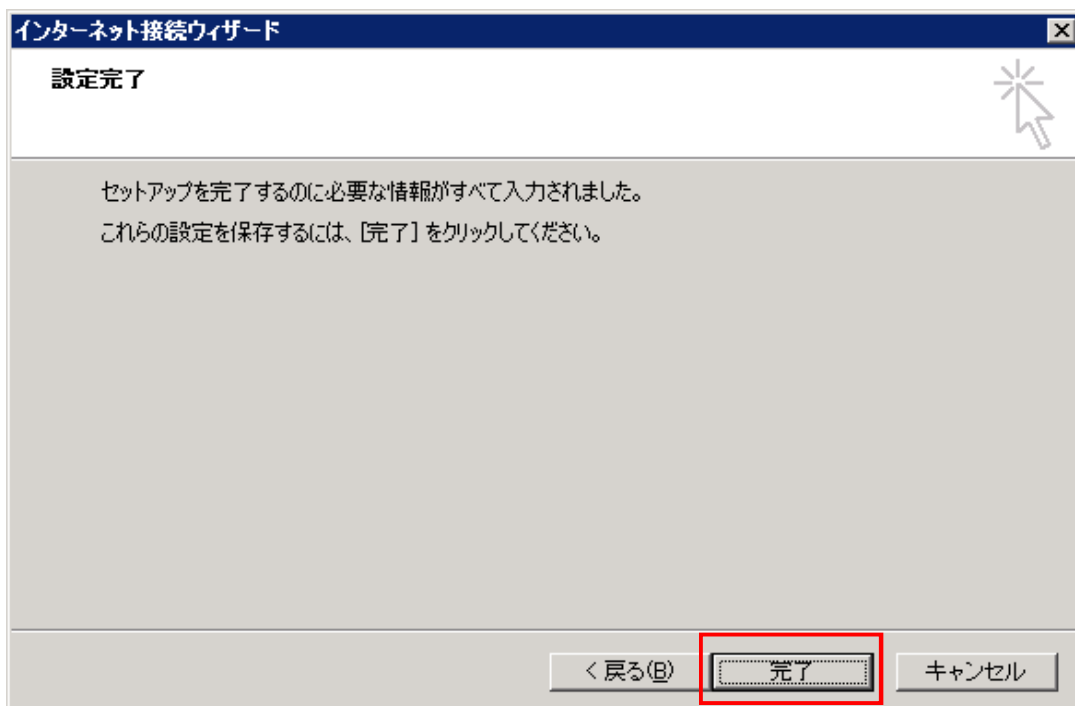 インターネット接続ウィザード
設定完了
セットアップを完了するのに必要な情報がすべて入力されました。
これらの設定を保存するには、[完了] をクリックしてください。
< 戻る(B)
完了
キャンセル